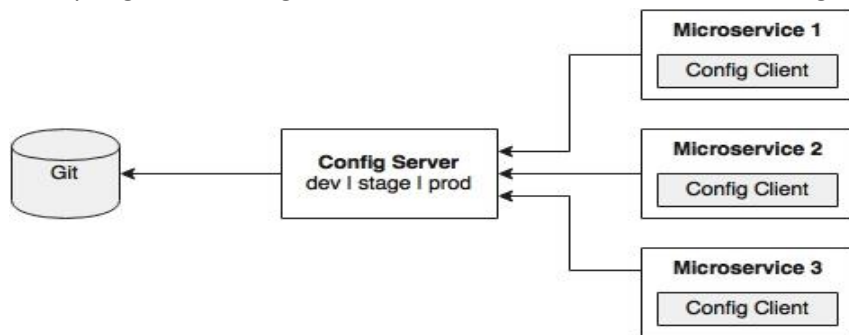 Git
Config Server
dev | stage | prod
Microservice 1
Config Client
Microservice 2
Config Client
Microservice 3
Config Client